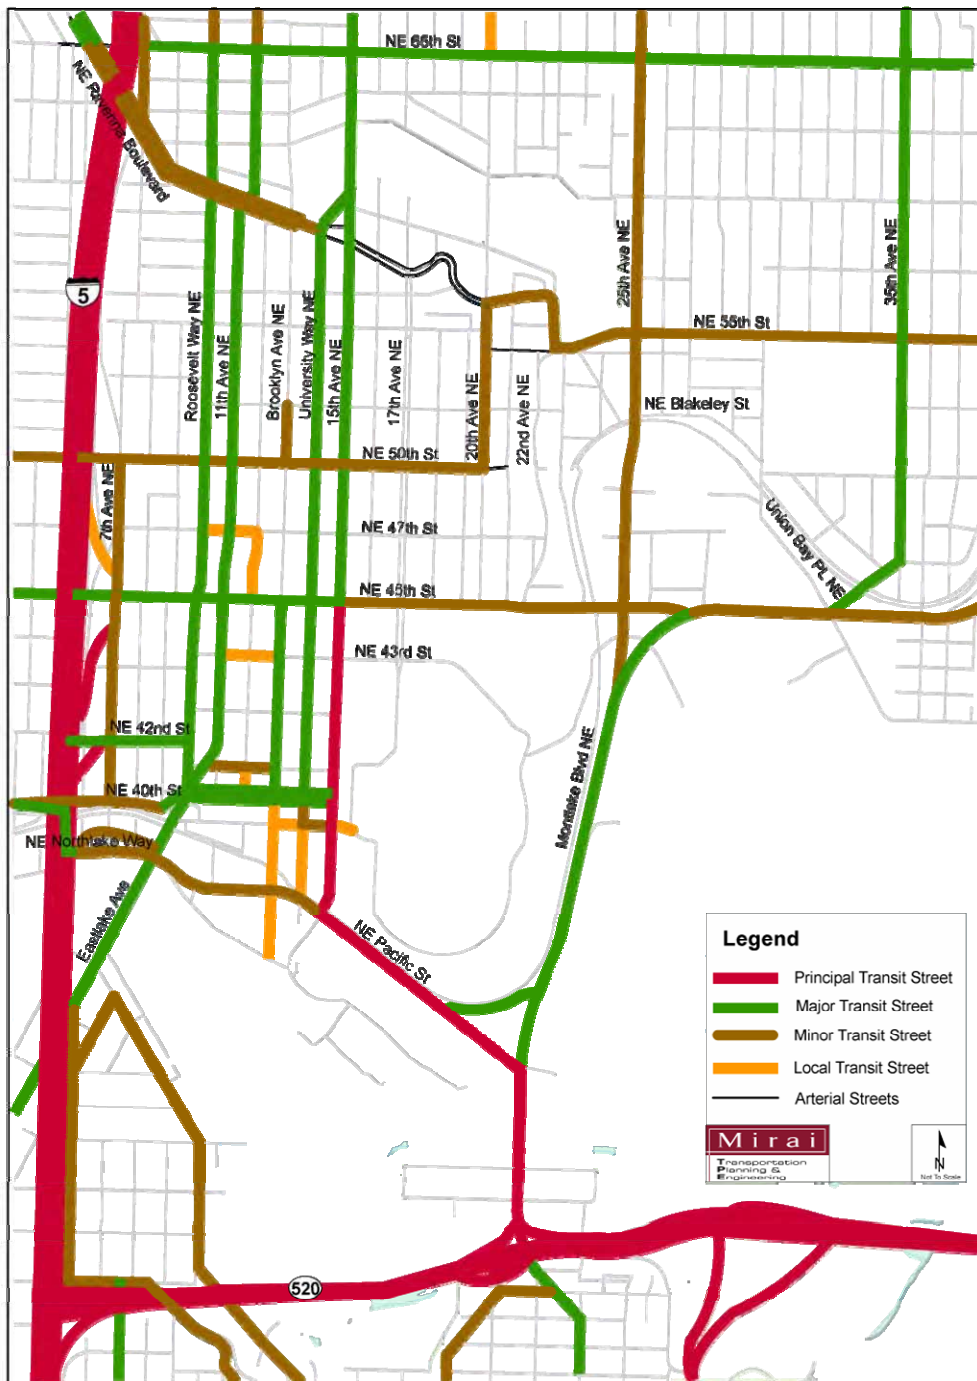 NE 65th St
NE Ravenna Boulevard
25th Ave NE
35th Ave NE
5
Roosevelt Way NE
11th Ave NE
Brooklyn Ave NE
University Way NE
15th Ave NE
17th Ave NE
20th Ave NE
22nd Ave NE
NE 55th St
NE Blakeley St
NE 50th St
7th Ave NE
NE 47th St
Union Bay PL NE
NE 45th St
NE 43rd St
NE 42nd St
Montlake Blvd NE
NE 40th St
NE Northlake Way
Eastlake Ave
NE Pacific St
Legend
Principal Transit Street
Major Transit Street
Minor Transit Street
Local Transit Street
Arterial Streets
Mirai
Transportation
Planning &
Engineering
N
Not To Scale
520